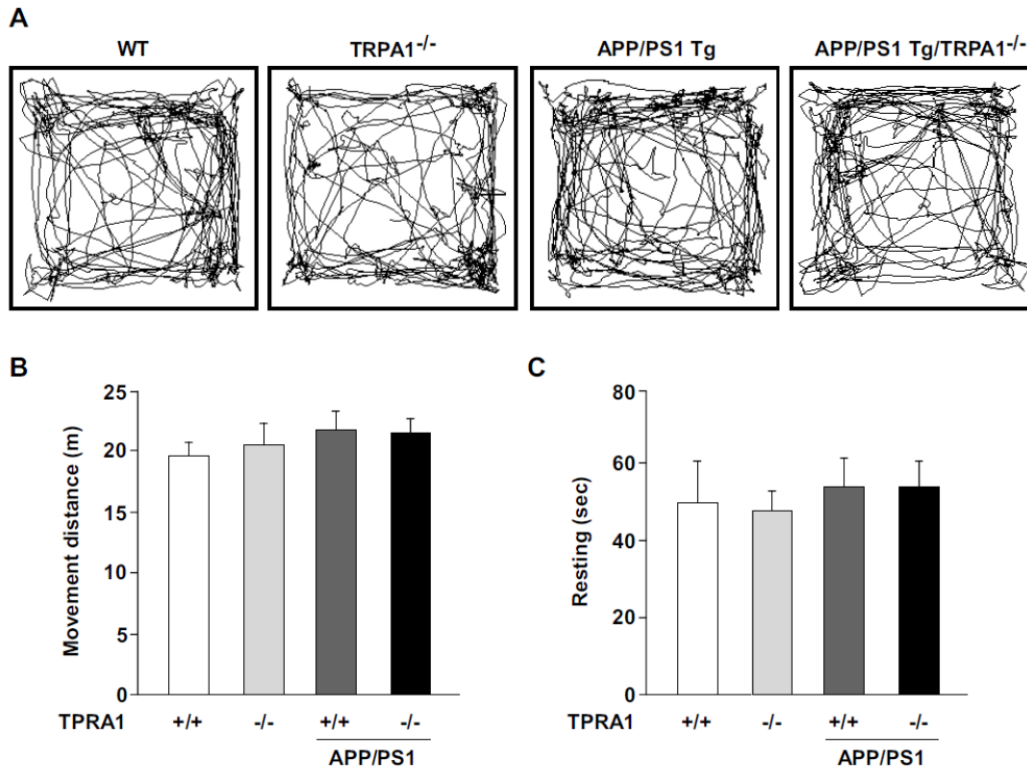 A
WT TRPA1-/- APP/PS1 Tg APP/PS1 Tg/TRPA1-/-
B
Movement distance (m)
25
20
15
10
5
0
TPRA1 +/+ -/- +/+ -/-
APP/PS1
C
Resting (sec)
80
60
40
20
0
TPRA1 +/+ -/- +/+ -/-
APP/PS1